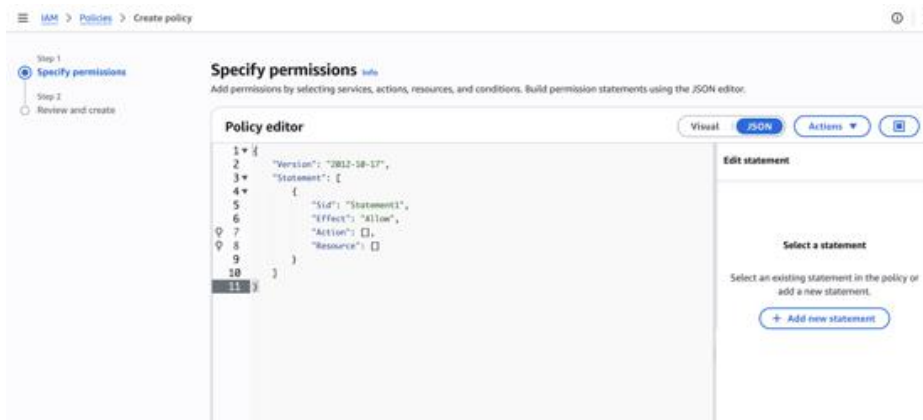 IAM > Policies > Create policy
Step 1
Specify permissions
Step 2
Review and create
Specify permissions Info
Add permissions by selecting services, actions, resources, and conditions. Build permission statements using the JSON editor.
Policy editor
Visual JSON Actions ▼
1 ▼ {
2 "Version": "2012-10-17",
3 ▼ "Statement": [
4 ▼ {
5 "Sid": "Statement1",
6 "Effect": "Allow",
7 "Action": [],
8 "Resource": []
9 }
10 ]
11 }
Edit statement
Select a statement
Select an existing statement in the policy or
add a new statement.
+ Add new statement